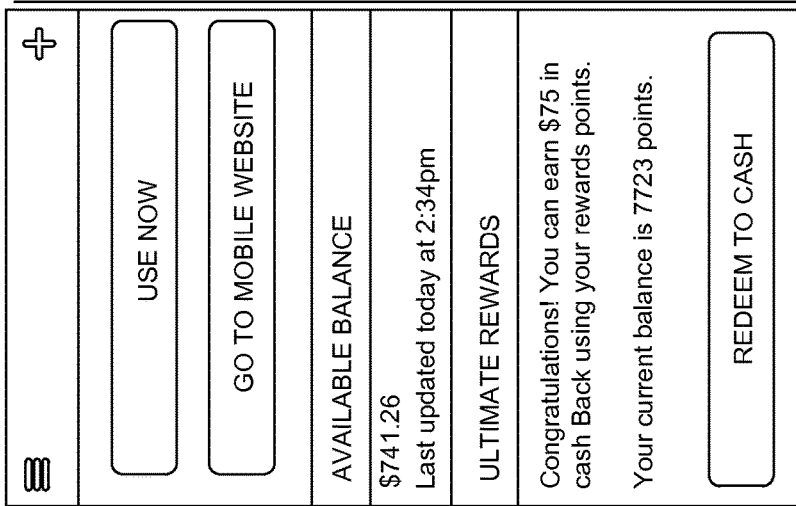 USE NOW
GO TO MOBILE WEBSITE
AVAILABLE BALANCE
$741.26
Last updated today at 2:34pm
ULTIMATE REWARDS
Congratulations! You can earn $75 in
cash Back using your rewards points.
Your current balance is 7723 points.
REDEEM TO CASH